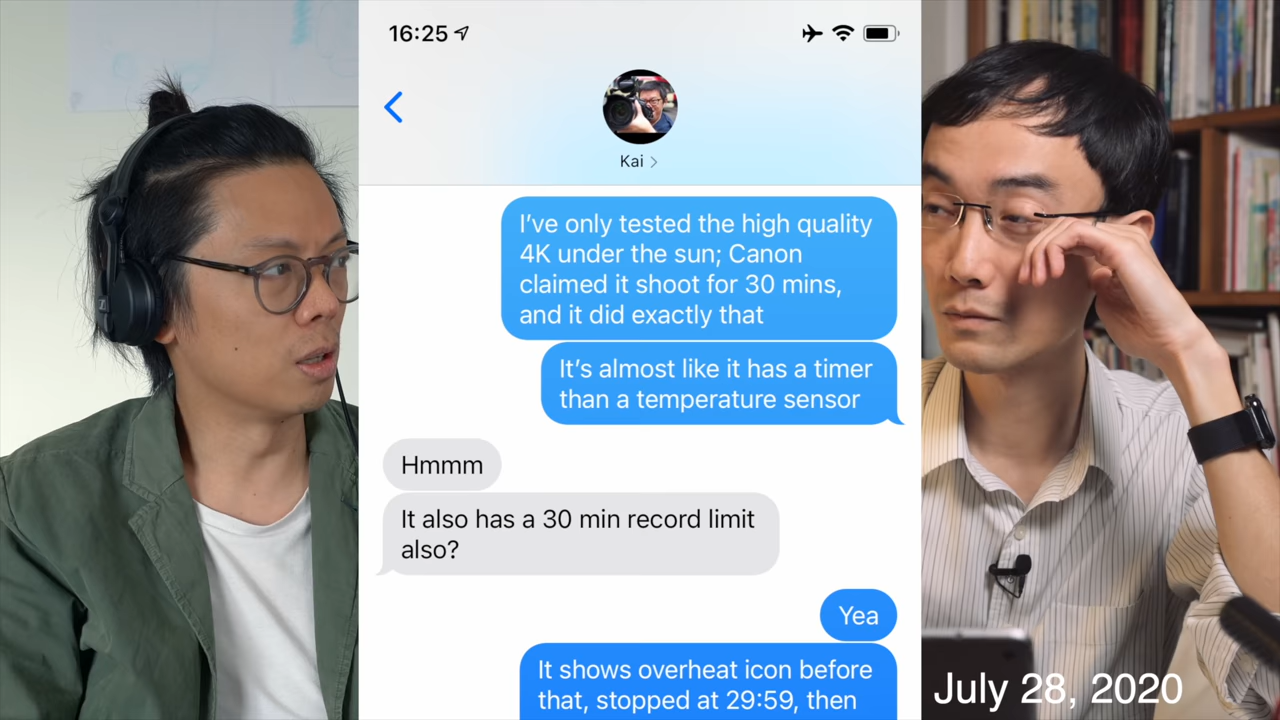 16:25
Kai
I’ve only tested the high quality
4K under the sun; Canon
claimed it shoot for 30 mins,
and it did exactly that
It’s almost like it has a timer
than a temperature sensor
Hmmm
It also has a 30 min record limit
also?
Yea
It shows overheat icon before
that, stopped at 29:59, then
July 28, 2020